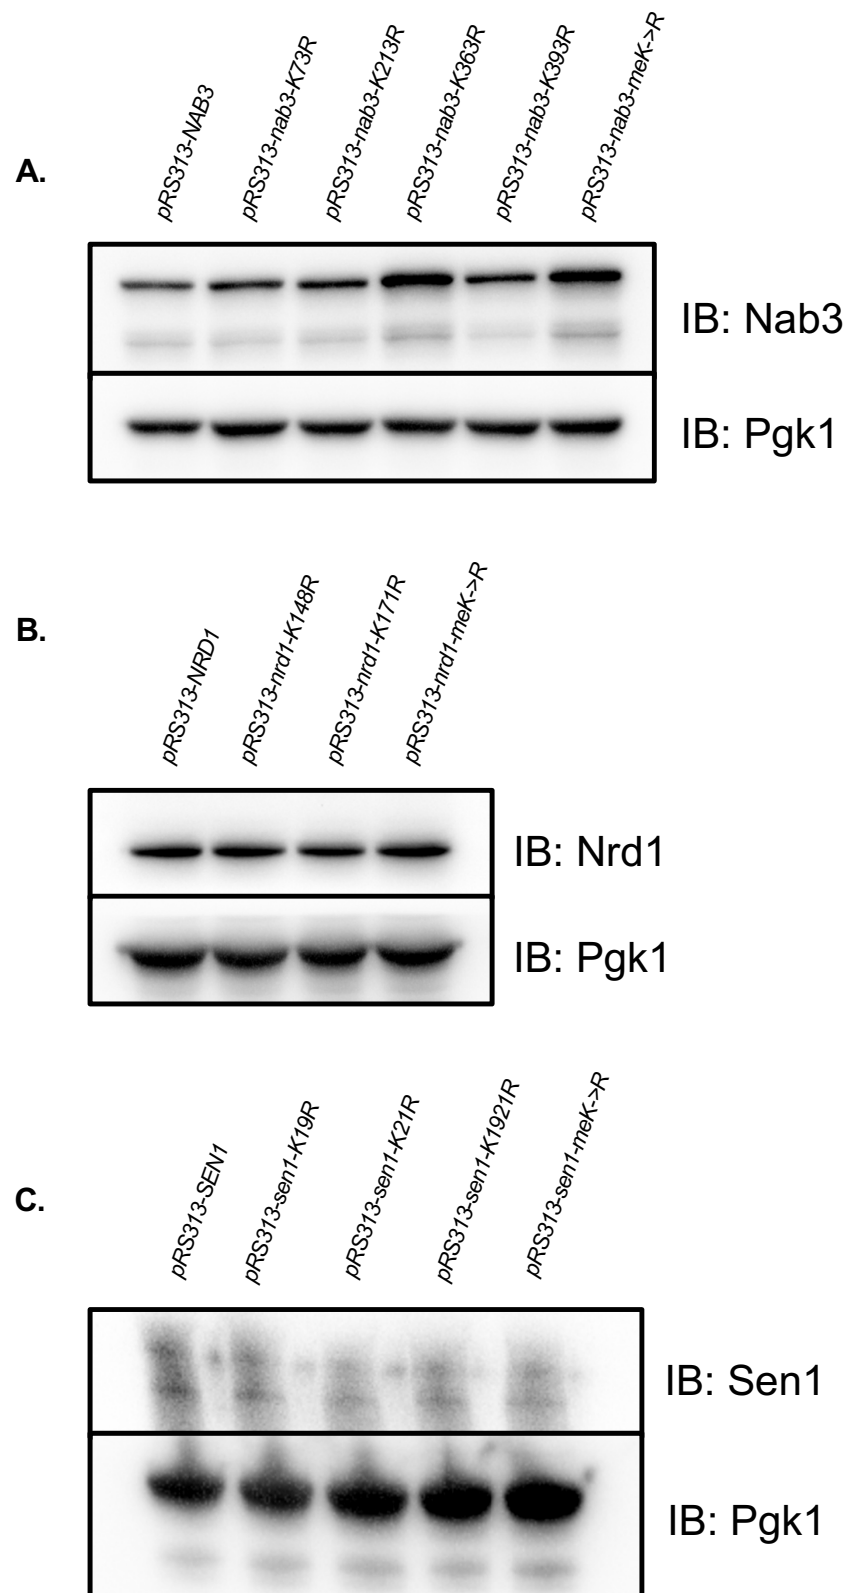 A.
pRS313-NAB3
pRS313-nab3-K73R
pRS313-nab3-K213R
pRS313-nab3-K363R
pRS313-nab3-K393R
pRS313-nab3-meK->R
IB: Nab3
IB: Pgk1
B.
pRS313-NRD1
pRS313-nrd1-K148R
pRS313-nrd1-K171R
pRS313-nrd1-meK->R
IB: Nrd1
IB: Pgk1
C.
pRS313-SEN1
pRS313-sen1-K19R
pRS313-sen1-K21R
pRS313-sen1-K1921R
pRS313-sen1-meK->R
IB: Sen1
IB: Pgk1